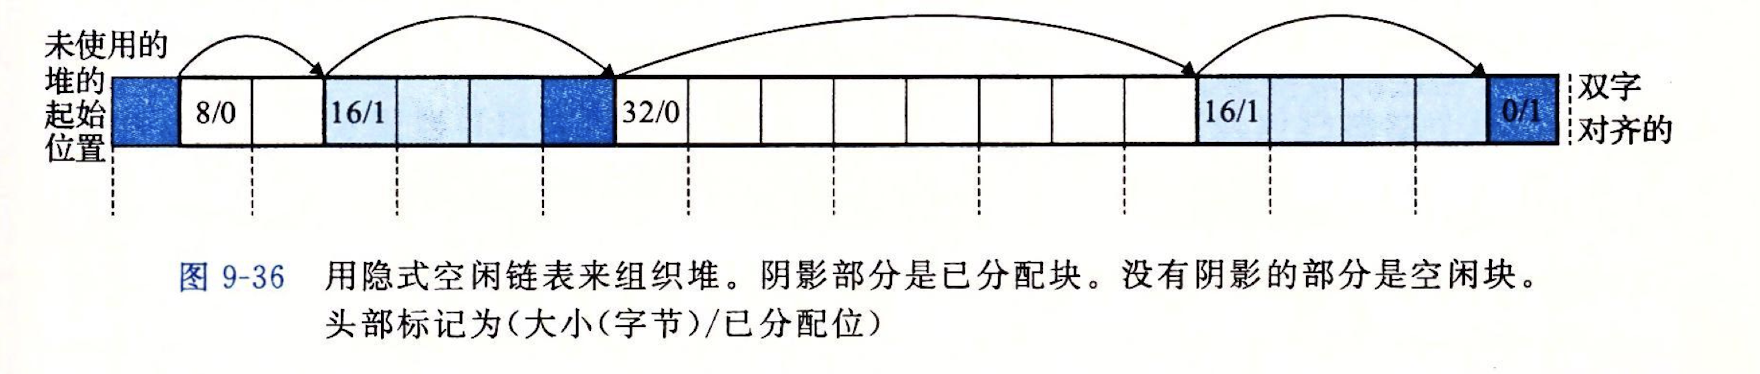 未使用的
堆的
起始
位置
8/0
16/1
32/0
16/1
0/1
双字
对齐的
图 9-36 用隐式空闲链表来组织堆。阴影部分是已分配块。没有阴影的部分是空闲块。
头部标记为(大小(字节)/已分配位)